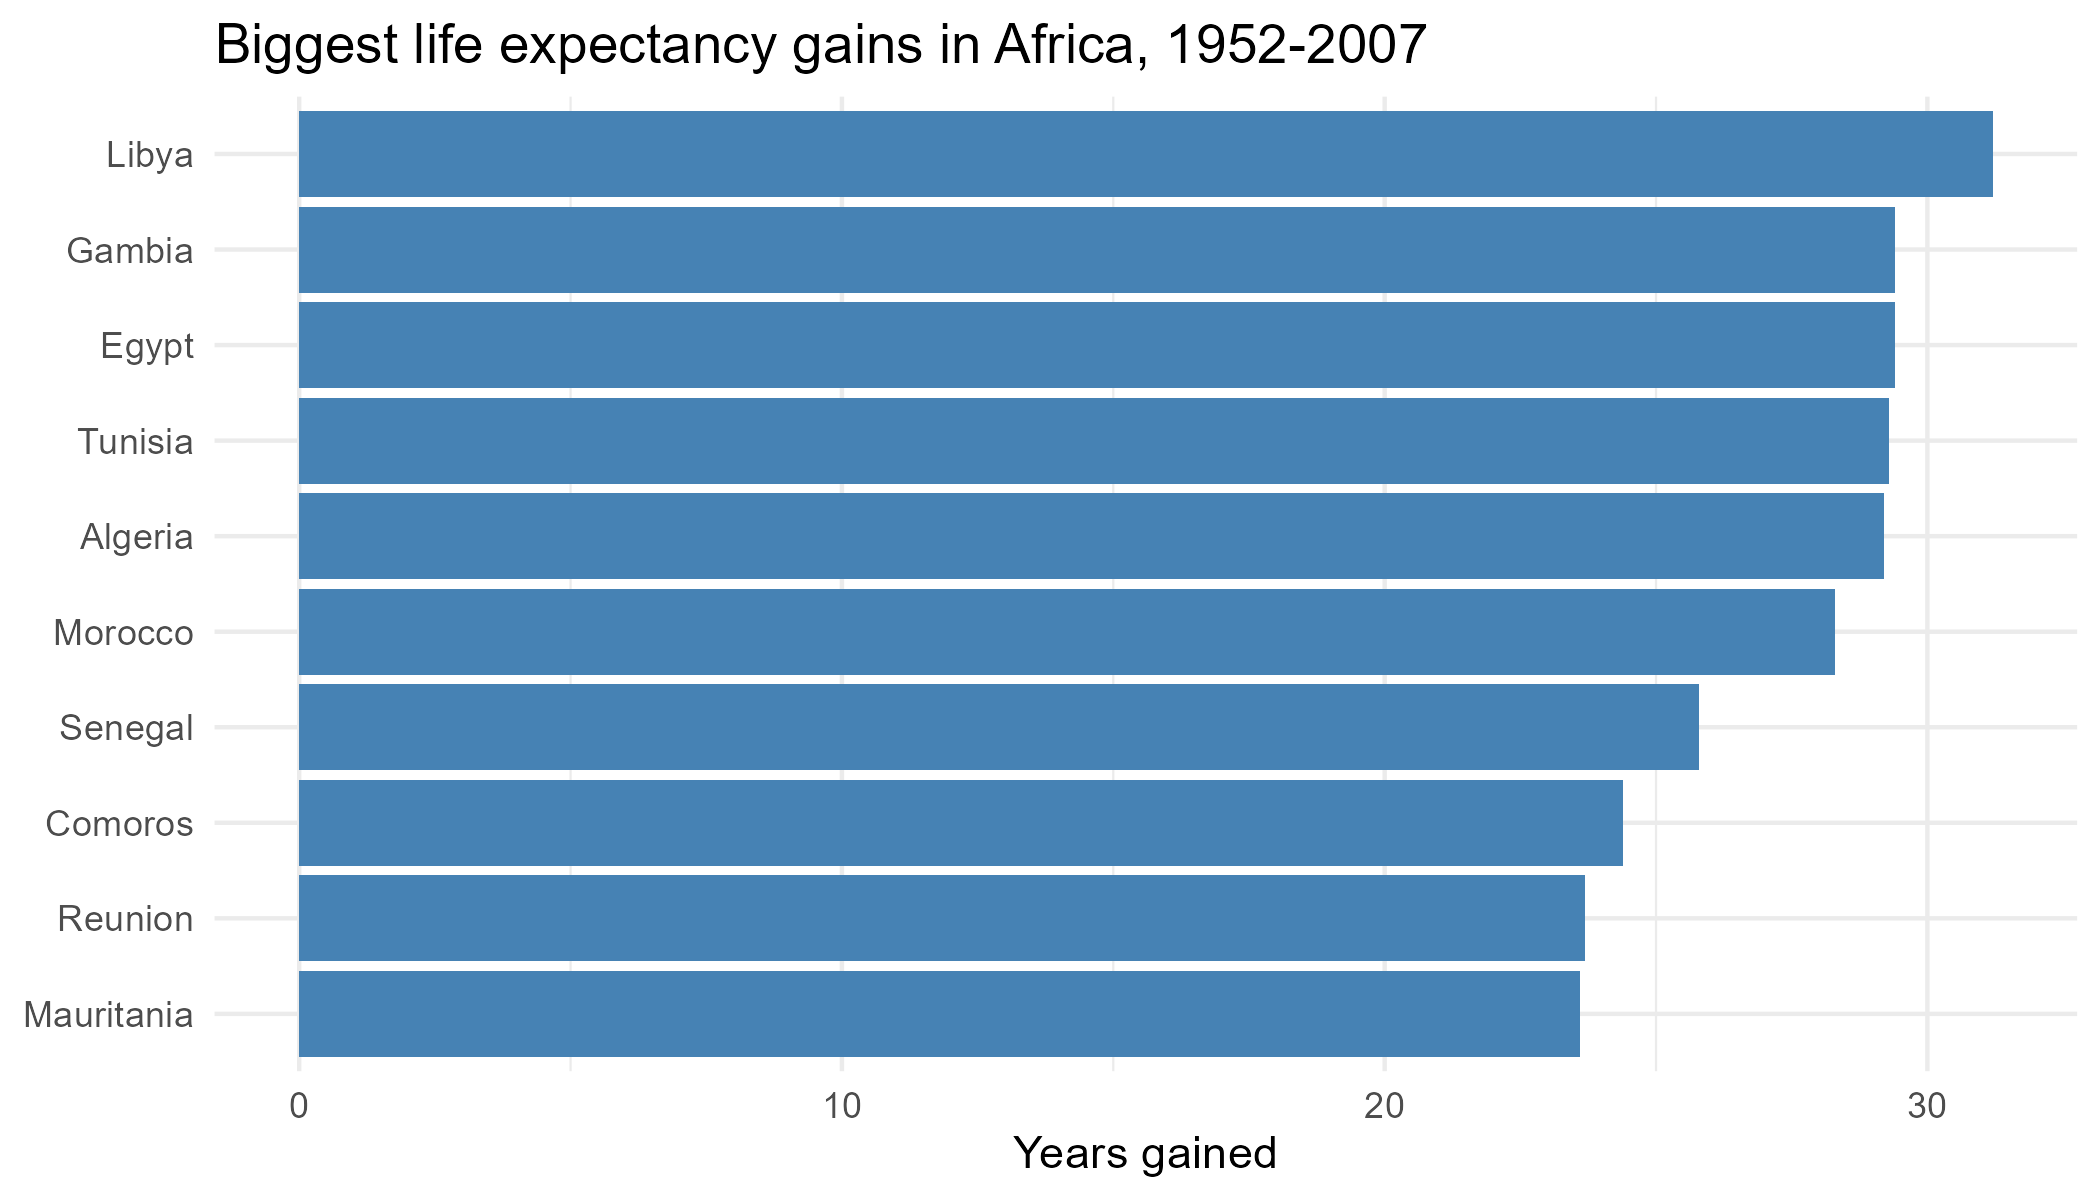 Biggest life expectancy gains in Africa, 1952-2007
Libya
Gambia
Egypt
Tunisia
Algeria
Morocco
Senegal
Comoros
Reunion
Mauritania
0 10 20 30
Years gained